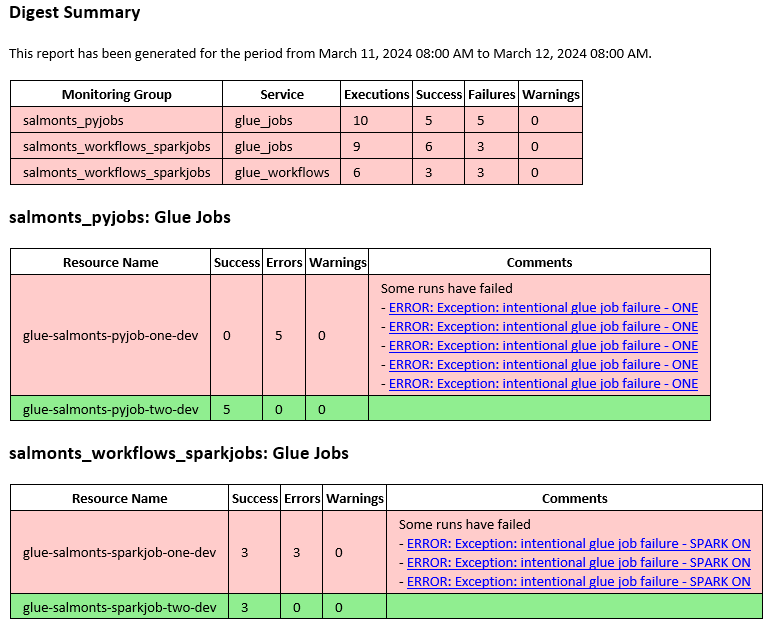 Digest Summary
This report has been generated for the period from March 11, 2024 08:00 AM to March 12, 2024 08:00 AM.
Monitoring Group Service Executions Success Failures Warnings
salmonts_pyjobs glue_jobs 10 5 5 0
salmonts_workflows_sparkjobs glue_jobs 9 6 3 0
salmonts_workflows_sparkjobs glue_workflows 6 3 3 0
salmonts_pyjobs: Glue Jobs
Resource Name Success Errors Warnings Comments
glue-salmonts-pyjob-one-dev 0 5 0 Some runs have failed
- ERROR: Exception: intentional glue job failure - ONE
- ERROR: Exception: intentional glue job failure - ONE
- ERROR: Exception: intentional glue job failure - ONE
- ERROR: Exception: intentional glue job failure - ONE
- ERROR: Exception: intentional glue job failure - ONE
glue-salmonts-pyjob-two-dev 5 0 0
salmonts_workflows_sparkjobs: Glue Jobs
Resource Name Success Errors Warnings Comments
glue-salmonts-sparkjob-one-dev 3 3 0 Some runs have failed
- ERROR: Exception: intentional glue job failure - SPARK ON
- ERROR: Exception: intentional glue job failure - SPARK ON
- ERROR: Exception: intentional glue job failure - SPARK ON
glue-salmonts-sparkjob-two-dev 3 0 0